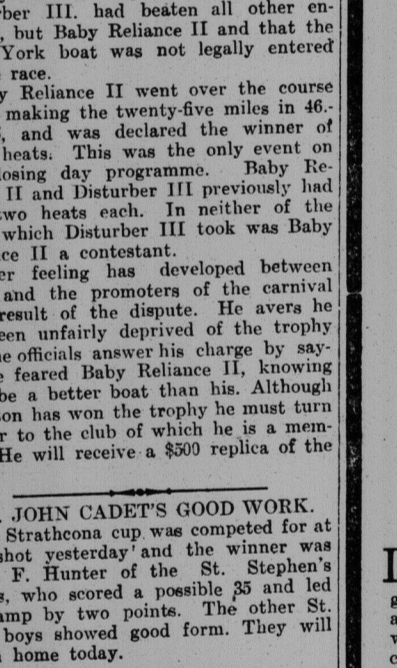 ber III. had beaten all other en-
, but Baby Reliance II and that the
York boat was not legally entered
race.
y Reliance II went over the course
making the twenty-five miles in 46.-
, and was declared the winner of
heats. This was the only event on
losing day programme. Baby Re-
II and Disturber III previously had
two heats each. In neither of the
which Disturber III took was Baby
ce II a contestant.
er feeling has developed between
and the promoters of the carnival
result of the dispute. He avers he
een unfairly deprived of the trophy
e officials answer his charge by say-
e feared Baby Reliance II, knowing
be a better boat than his. Although
son has won the trophy he must turn
r to the club of which he is a mem-
He will receive a $500 replica of the
. JOHN CADET'S GOOD WORK.
Strathcona cup was competed for at
shot yesterday and the winner was
F. Hunter of the St. Stephen's
s, who scored a possible 35 and led
amp by two points. The other St.
boys showed good form. They will
home today.
I
g
a
v
c